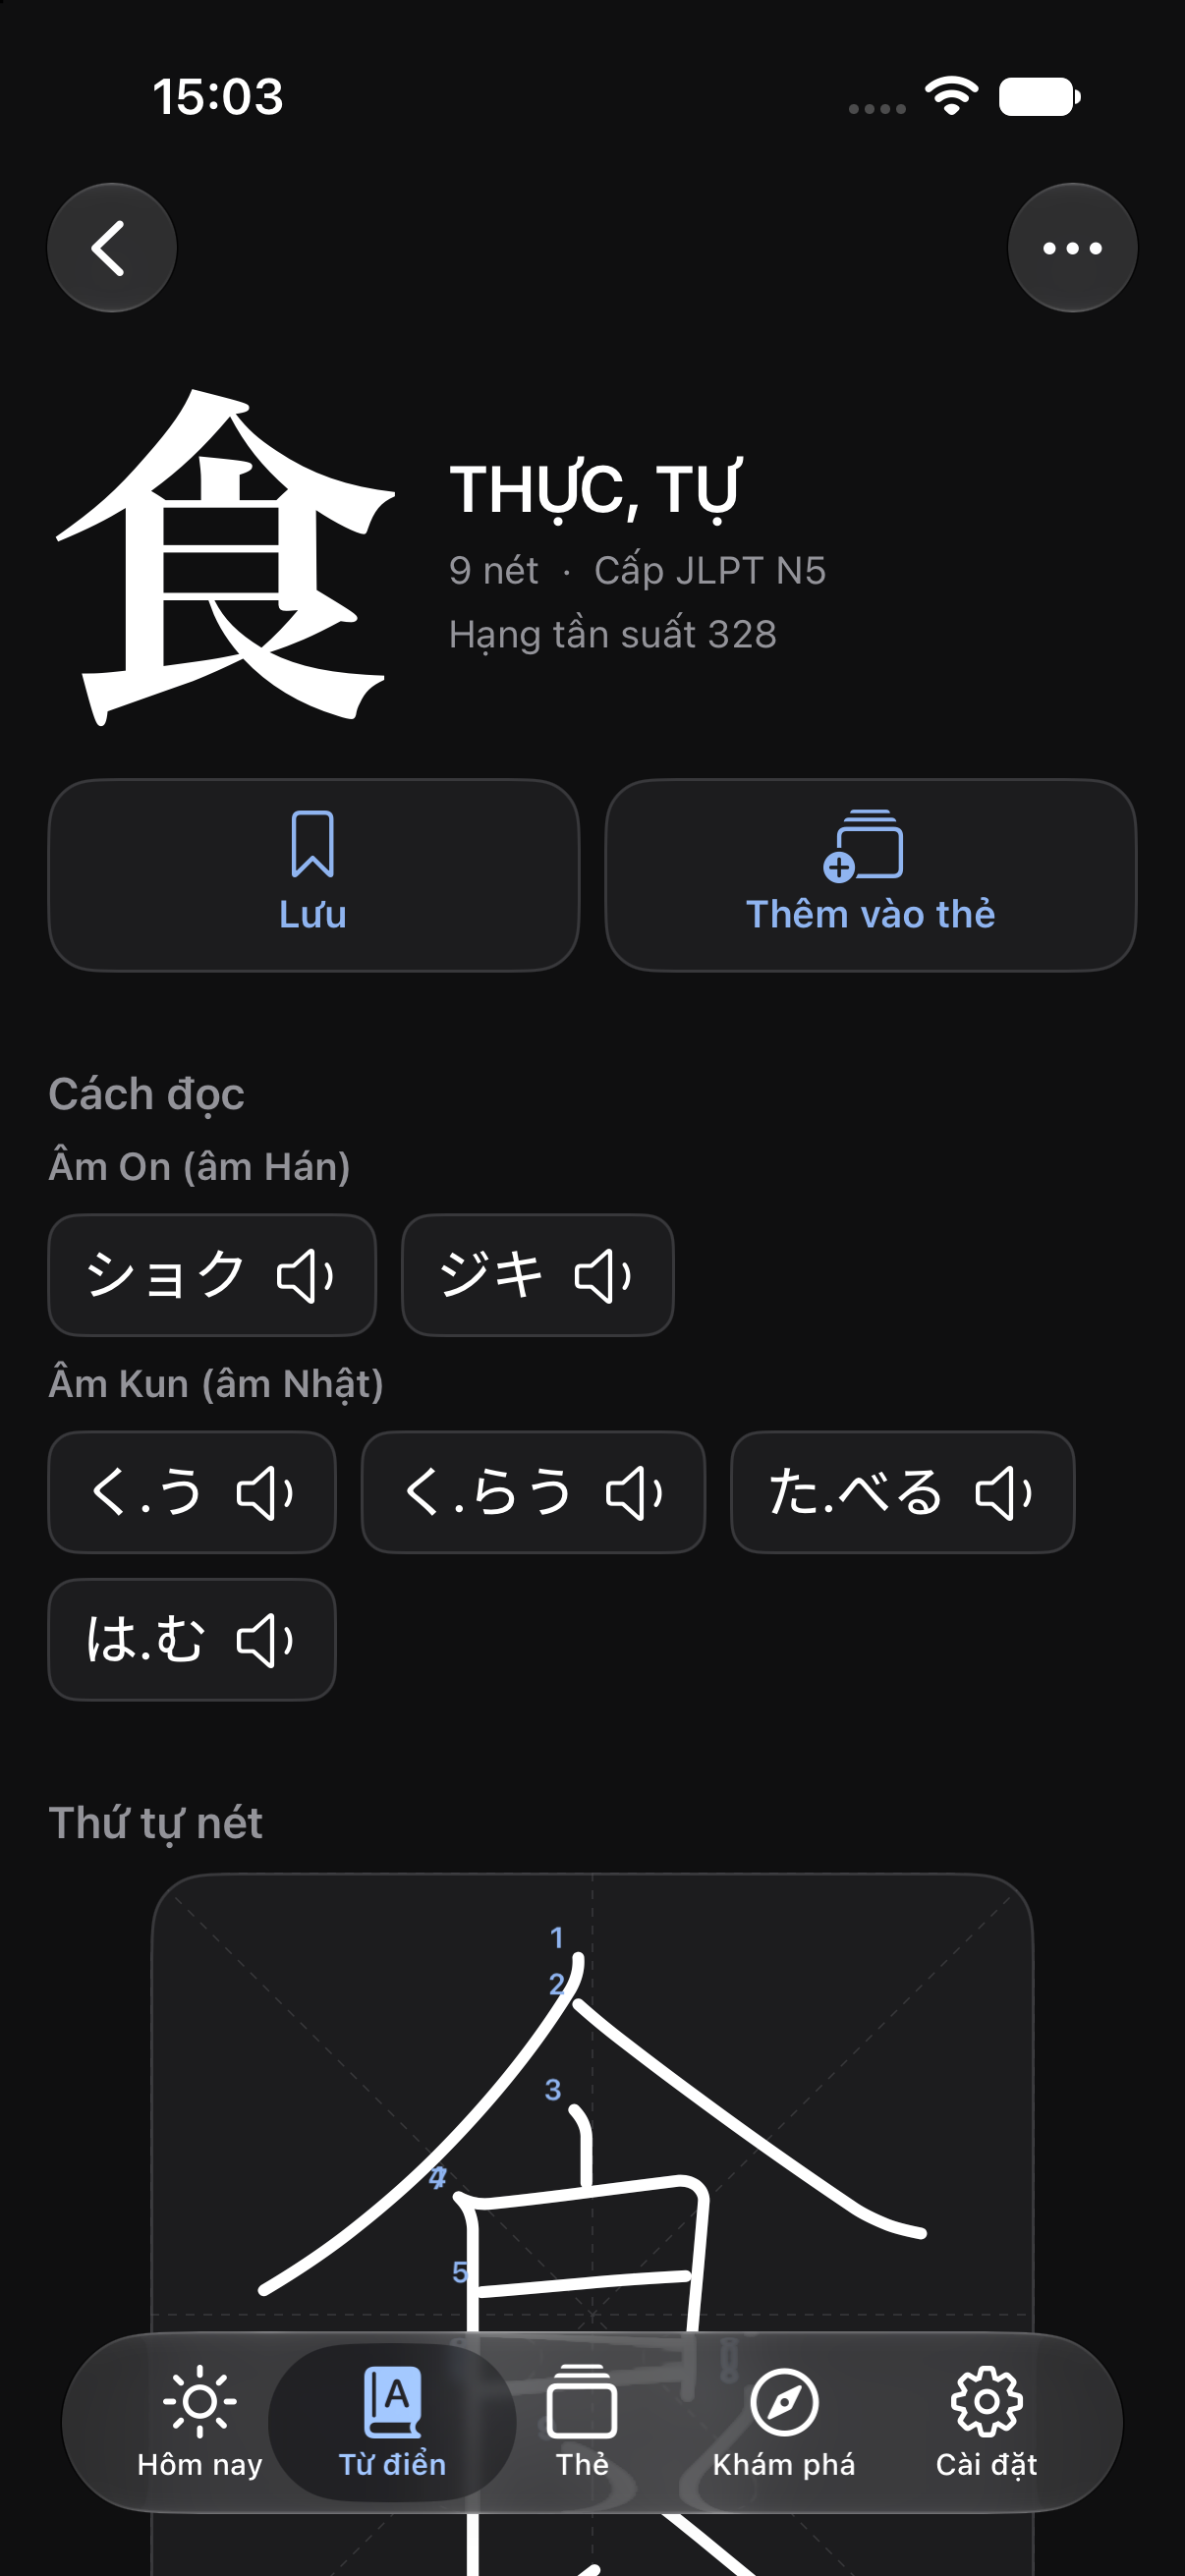 15:03
食
THỰC, TỰ
9 nét · Cấp JLPT N5
Hạng tần suất 328
Lưu
Thêm vào thẻ
Cách đọc
Âm On (âm Hán)
ショク ジキ
Âm Kun (âm Nhật)
く.う く.らう た.べる
は.む
Thứ tự nét
1
2
3
5
Hôm nay Từ điển Thẻ Khám phá Cài đặt